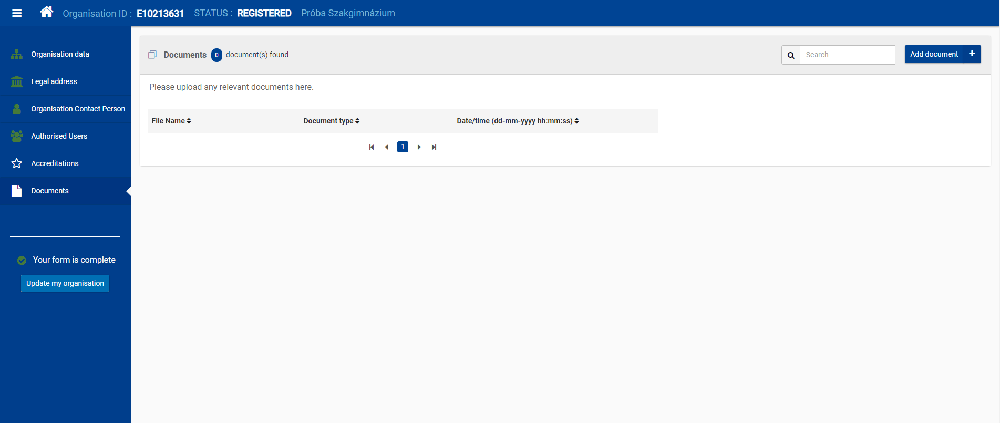 Organisation ID : E10213631 STATUS : REGISTERED Próba Szakgimnázium
Organisation data
Legal address
Organisation Contact Person
Authorised Users
Accreditations
Documents
Your form is complete
Update my organisation
Documents 0 document(s) found
Search
Add document
Please upload any relevant documents here.
File Name Document type Date/time (dd-mm-yyyy hh:mm:ss)
1